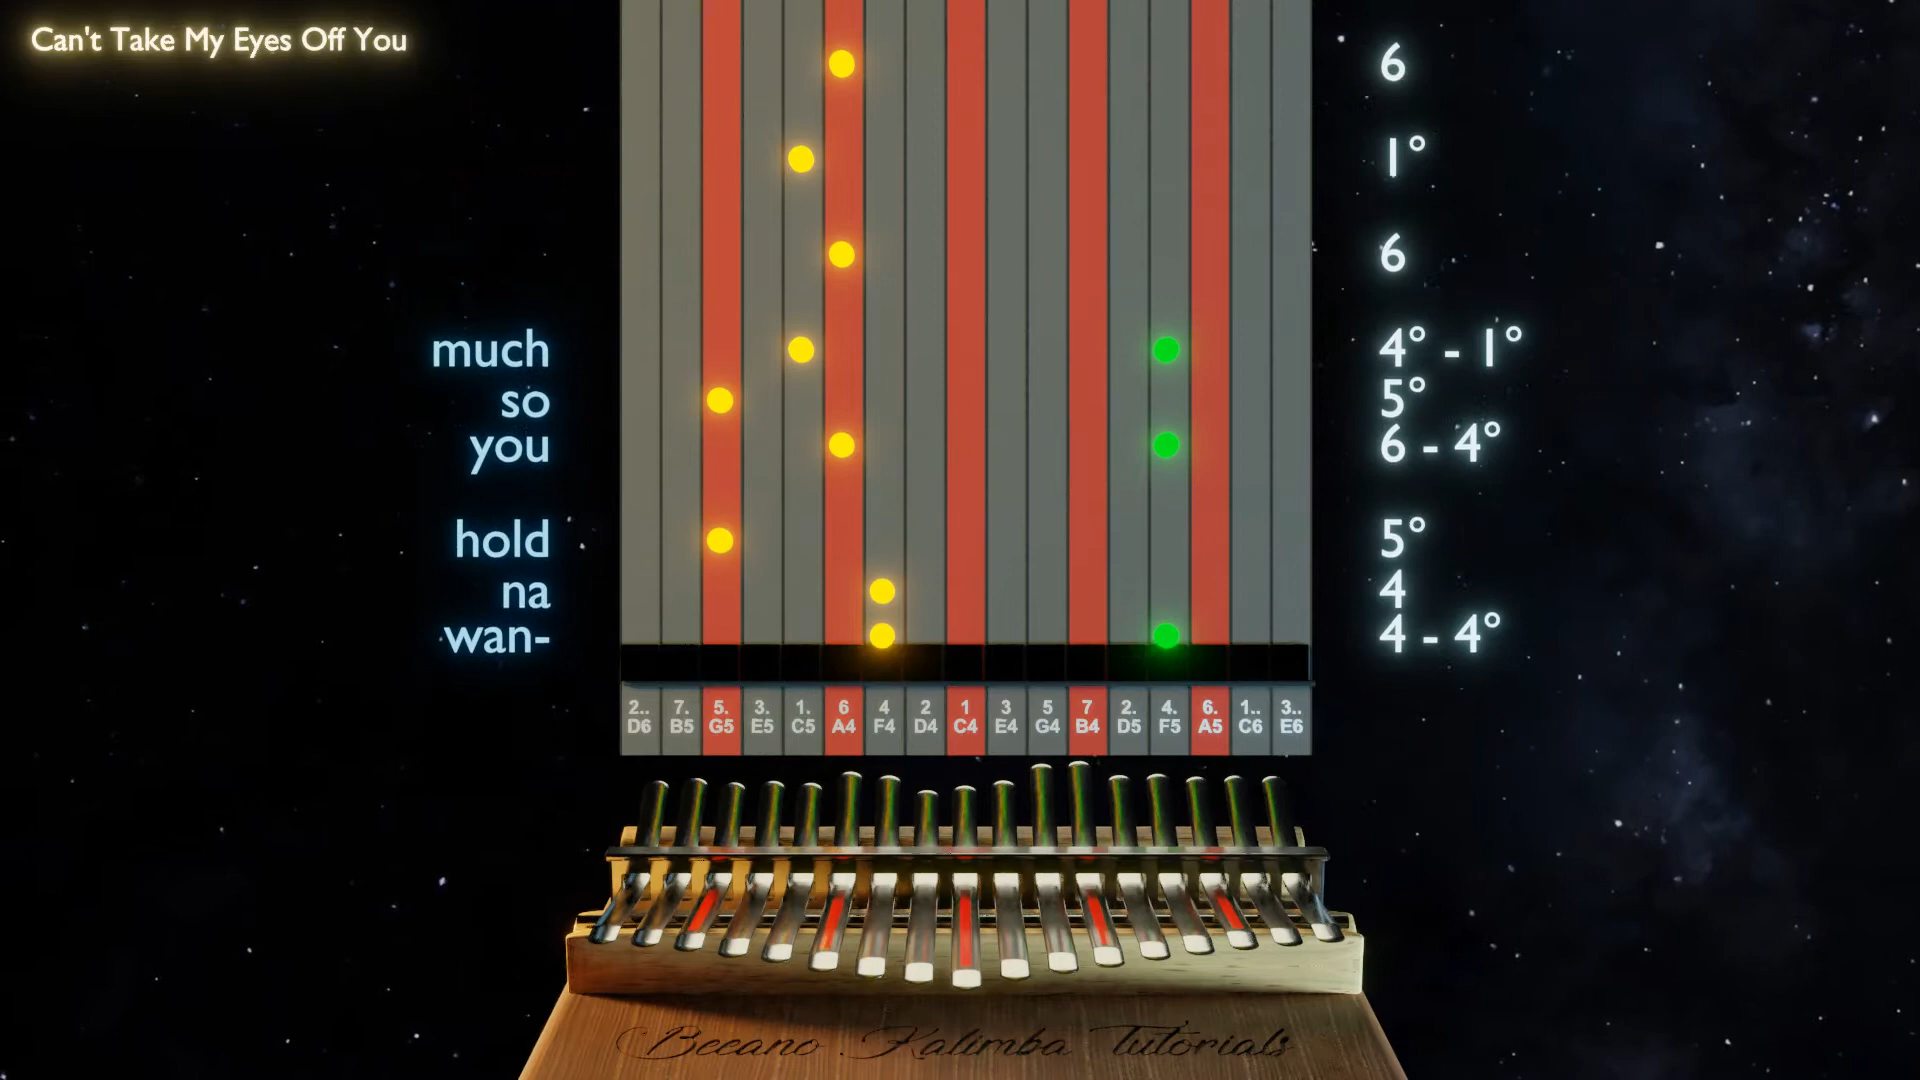 Can't Take My Eyes Off You
6
1°
6
much 4° - 1°
so 5°
you 6 - 4°
hold 5°
na 4
wan- 4 - 4°
2.. 7. 5. 3. 1. 6 4 2 1 3 5 7 2. 4. 6. 1.. 3..
D6 B5 G5 E5 C5 A4 F4 D4 C4 E4 G4 B4 D5 F5 A5 C6 E6
Beeano Kalimba Tutorials